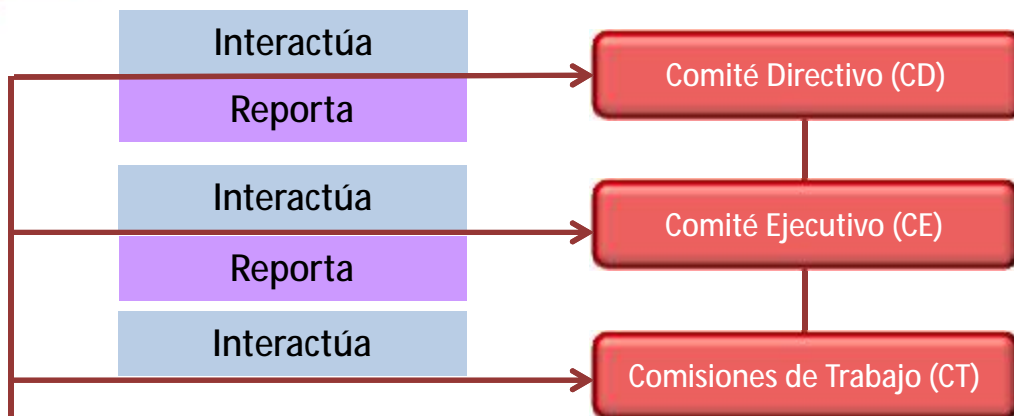 Interactúa
Comité Directivo (CD)
Reporta
Interactúa
Comité Ejecutivo (CE)
Reporta
Interactúa
Comisiones de Trabajo (CT)